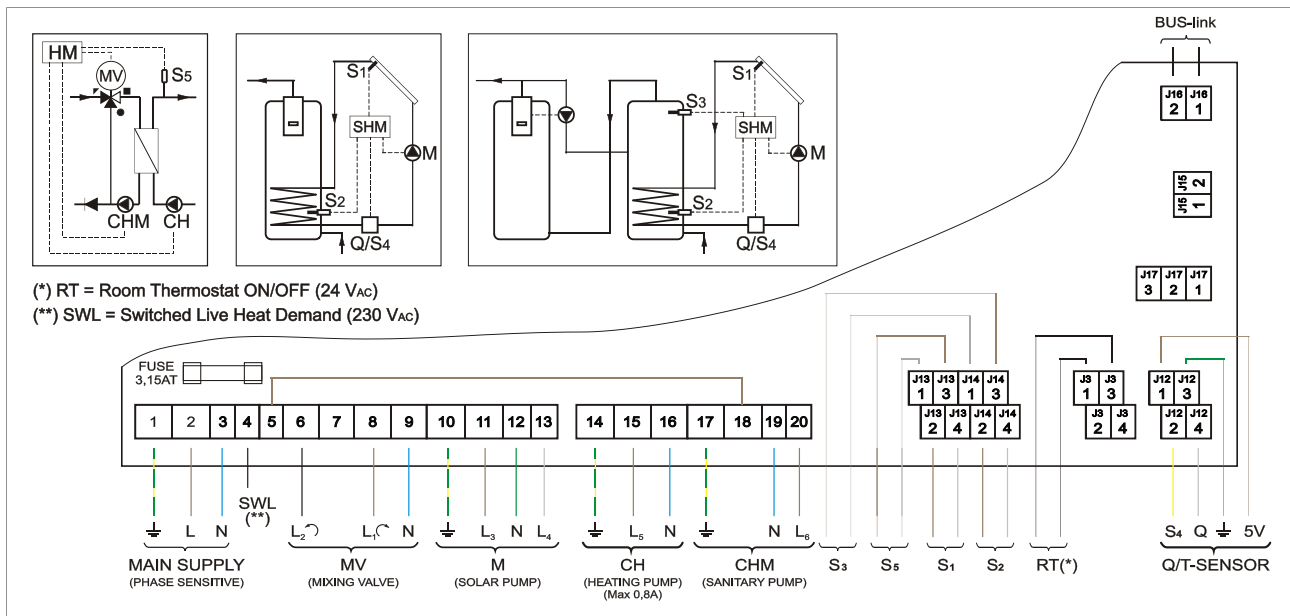 BUS-link
HM
MV
S5
CHM
CH
S1
SHM
M
S2
Q/S4
S1
S3
SHM
M
S2
Q/S4
J16 J16
2 1
J15 J15
1 2
J17 J17 J17
3 2 1
(*) RT = Room Thermostat ON/OFF (24 VAC)
(**) SWL = Switched Live Heat Demand (230 VAC)
FUSE
3,15AT
J13 J13 J14 J14
1 3 1 3
J13 J13 J14 J14
2 4 2 4
J3 J3
1 3
J3 J3
2 4
J12 J12
1 3
J12 J12
2 4
1 2 3 4 5 6 7 8 9 10 11 12 13 14 15 16 17 18 19 20
SWL
(**)
L N L2 L1 N L3 N L4 L5 N N L6 S4 Q 5V
MAIN SUPPLY
(PHASE SENSITIVE)
MV
(MIXING VALVE)
M
(SOLAR PUMP)
CH
(HEATING PUMP)
(Max 0,8A)
CHM
(SANITARY PUMP)
S3 S5 S1 S2 RT(*) Q/T-SENSOR